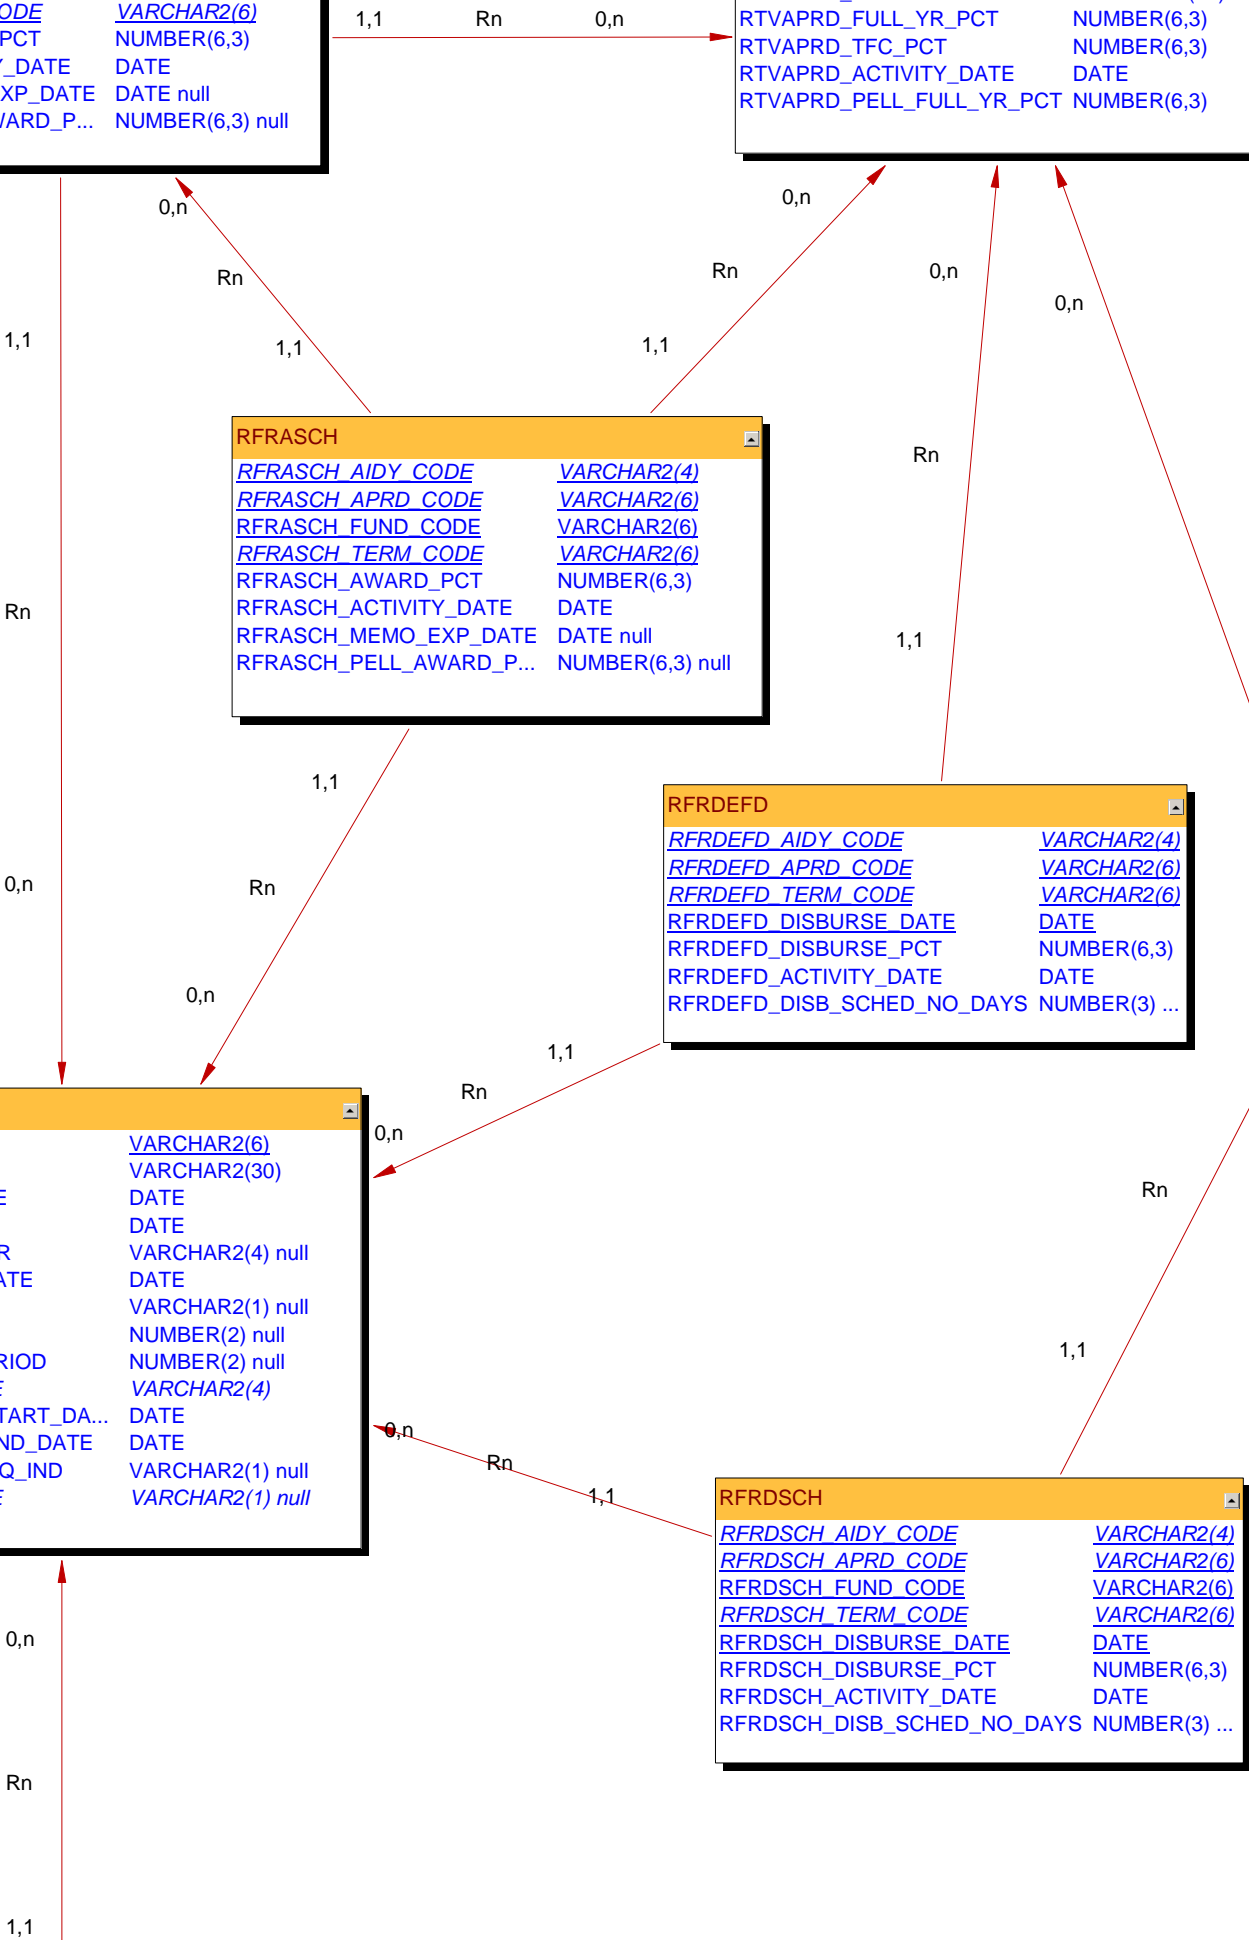 ODE VARCHAR2(6)
PCT NUMBER(6,3)
Y_DATE DATE
EXP_DATE DATE null
WARD_P... NUMBER(6,3) null
1,1 Rn 0,n
RTVAPRD_FULL_YR_PCT NUMBER(6,3)
RTVAPRD_TFC_PCT NUMBER(6,3)
RTVAPRD_ACTIVITY_DATE DATE
RTVAPRD_PELL_FULL_YR_PCT NUMBER(6,3)
0,n
Rn
1,1
0,n
Rn
1,1
0,n
Rn
1,1
0,n
1,1
Rn
0,n
RFRASCH
RFRASCH_AIDY_CODE VARCHAR2(4)
RFRASCH_APRD_CODE VARCHAR2(6)
RFRASCH_FUND_CODE VARCHAR2(6)
RFRASCH_TERM_CODE VARCHAR2(6)
RFRASCH_AWARD_PCT NUMBER(6,3)
RFRASCH_ACTIVITY_DATE DATE
RFRASCH_MEMO_EXP_DATE DATE null
RFRASCH_PELL_AWARD_P... NUMBER(6,3) null
1,1
Rn
0,n
RFRDEFD
RFRDEFD_AIDY_CODE VARCHAR2(4)
RFRDEFD_APRD_CODE VARCHAR2(6)
RFRDEFD_TERM_CODE VARCHAR2(6)
RFRDEFD_DISBURSE_DATE DATE
RFRDEFD_DISBURSE_PCT NUMBER(6,3)
RFRDEFD_ACTIVITY_DATE DATE
RFRDEFD_DISB_SCHED_NO_DAYS NUMBER(3) ...
1,1
Rn
0,n
VARCHAR2(6)
VARCHAR2(30)
E DATE
DATE
R VARCHAR2(4) null
ATE DATE
VARCHAR2(1) null
NUMBER(2) null
RIOD NUMBER(2) null
E VARCHAR2(4)
TART_DA... DATE
ND_DATE DATE
Q_IND VARCHAR2(1) null
E VARCHAR2(1) null
Rn
1,1
0,n
Rn
1,1
RFRDSCH
RFRDSCH_AIDY_CODE VARCHAR2(4)
RFRDSCH_APRD_CODE VARCHAR2(6)
RFRDSCH_FUND_CODE VARCHAR2(6)
RFRDSCH_TERM_CODE VARCHAR2(6)
RFRDSCH_DISBURSE_DATE DATE
RFRDSCH_DISBURSE_PCT NUMBER(6,3)
RFRDSCH_ACTIVITY_DATE DATE
RFRDSCH_DISB_SCHED_NO_DAYS NUMBER(3) ...
0,n
Rn
1,1